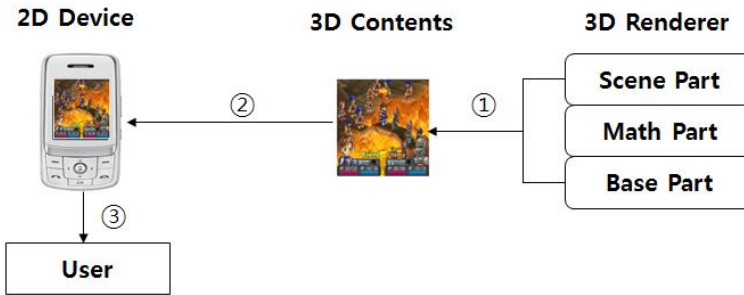 2D Device
3D Contents
3D Renderer
Scene Part
①
②
Math Part
Base Part
③
User